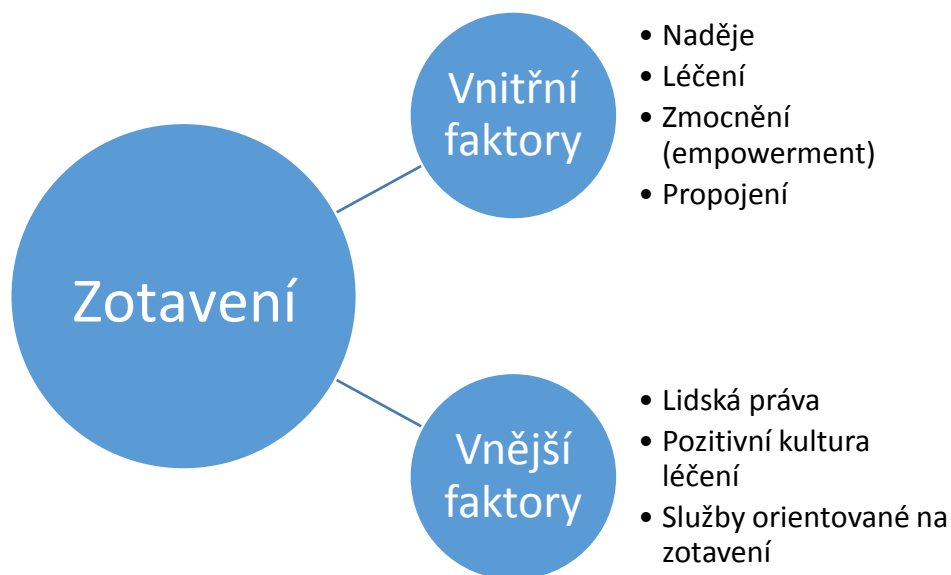 Zotavení
Vnitřní
faktory
• Naděje
• Léčení
• Zmocnění
(empowerment)
• Propojení
Vnější
faktory
• Lidská práva
• Pozitivní kultura
léčení
• Služby orientované na
zotavení